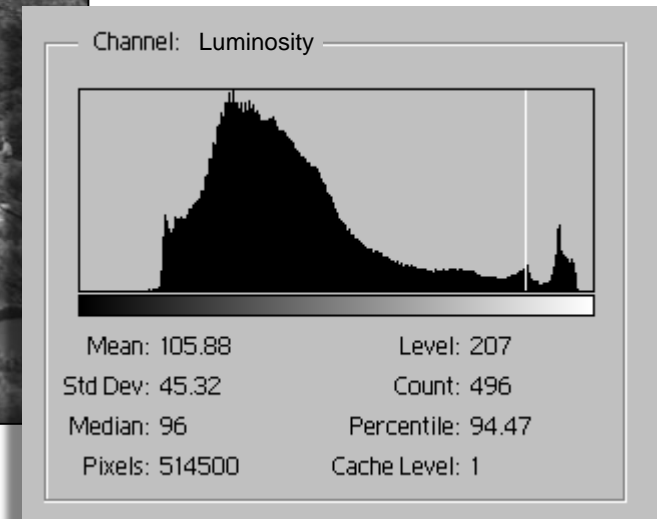 Channel: Luminosity
Mean: 105.88 Level: 207
Std Dev: 45.32 Count: 496
Median: 96 Percentile: 94.47
Pixels: 514500 Cache Level: 1